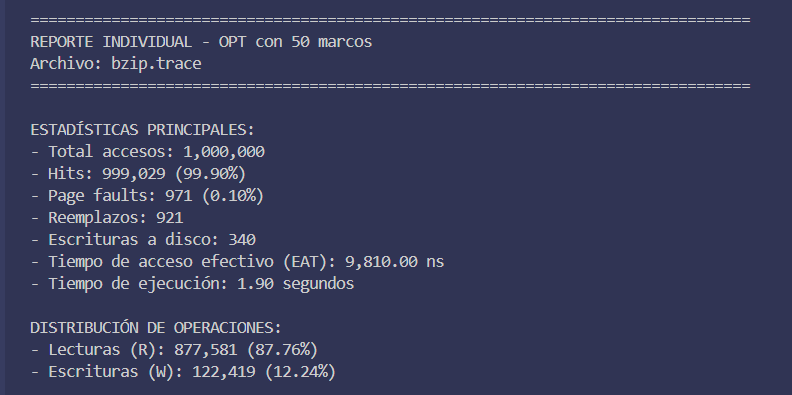 ================================================================================
REPORTE INDIVIDUAL - OPT con 50 marcos
Archivo: bzip.trace
================================================================================
ESTADÍSTICAS PRINCIPALES:
- Total accesos: 1,000,000
- Hits: 999,029 (99.90%)
- Page faults: 971 (0.10%)
- Reemplazos: 921
- Escrituras a disco: 340
- Tiempo de acceso efectivo (EAT): 9,810.00 ns
- Tiempo de ejecución: 1.90 segundos
DISTRIBUCIÓN DE OPERACIONES:
- Lecturas (R): 877,581 (87.76%)
- Escrituras (W): 122,419 (12.24%)